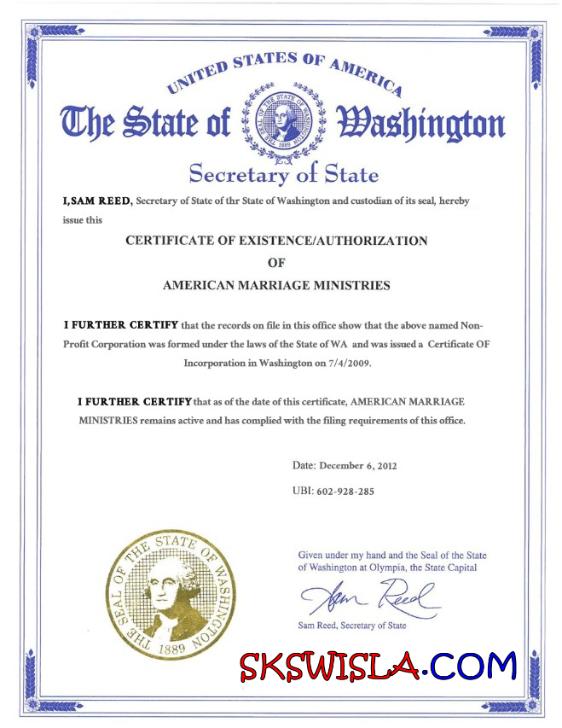 UNITED STATES OF AMERICA
The State of
THE SEAL OF THE STATE OF WASHINGTON
1889
Washington
Secretary of State
I,SAM REED, Secretary of State of thr State of Washington and custodian of its seal, hereby
issue this
CERTIFICATE OF EXISTENCE/AUTHORIZATION
OF
AMERICAN MARRIAGE MINISTRIES
I FURTHER CERTIFY that the records on file in this office show that the above named Non-
Profit Corporation was formed under the laws of the State of WA and was issued a Certificate OF
Incorporation in Washington on 7/4/2009.
I FURTHER CERTIFY that as of the date of this certificate, AMERICAN MARRIAGE
MINISTRIES remains active and has complied with the filing requirements of this office.
Date: December 6, 2012
UBI: 602-928-285
THE SEAL OF THE STATE OF WASHINGTON
1889
Given under my hand and the Seal of the State
of Washington at Olympia, the State Capital
Sam Reed
Sam Reed, Secretary of State
SKSWISLA.COM